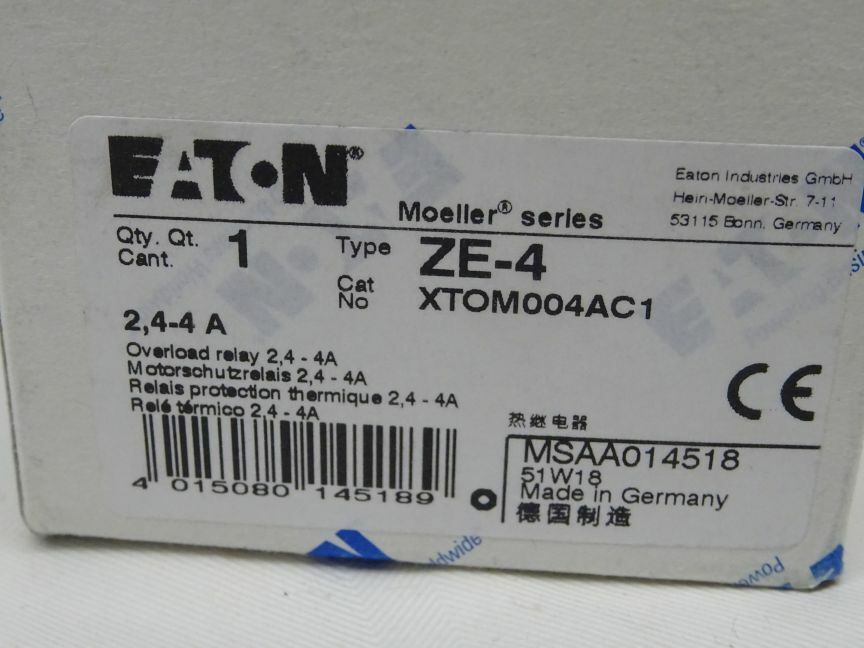 EATON®
Moeller® series
Eaton Industries GmbH
Hein-Moeller-Str. 7-11
53115 Bonn, Germany
Qty. Qt. 1
Cant.
Type ZE-4
Cat
No XTOM004AC1
2,4-4 A
Overload relay 2,4 - 4A
Motorschutzrelais 2,4 - 4A
Relais protection thermique 2,4 - 4A
Relé térmico 2,4 - 4A
4 015080 145189
CE
热继电器
MSAA014518
51W18
Made in Germany
德国制造